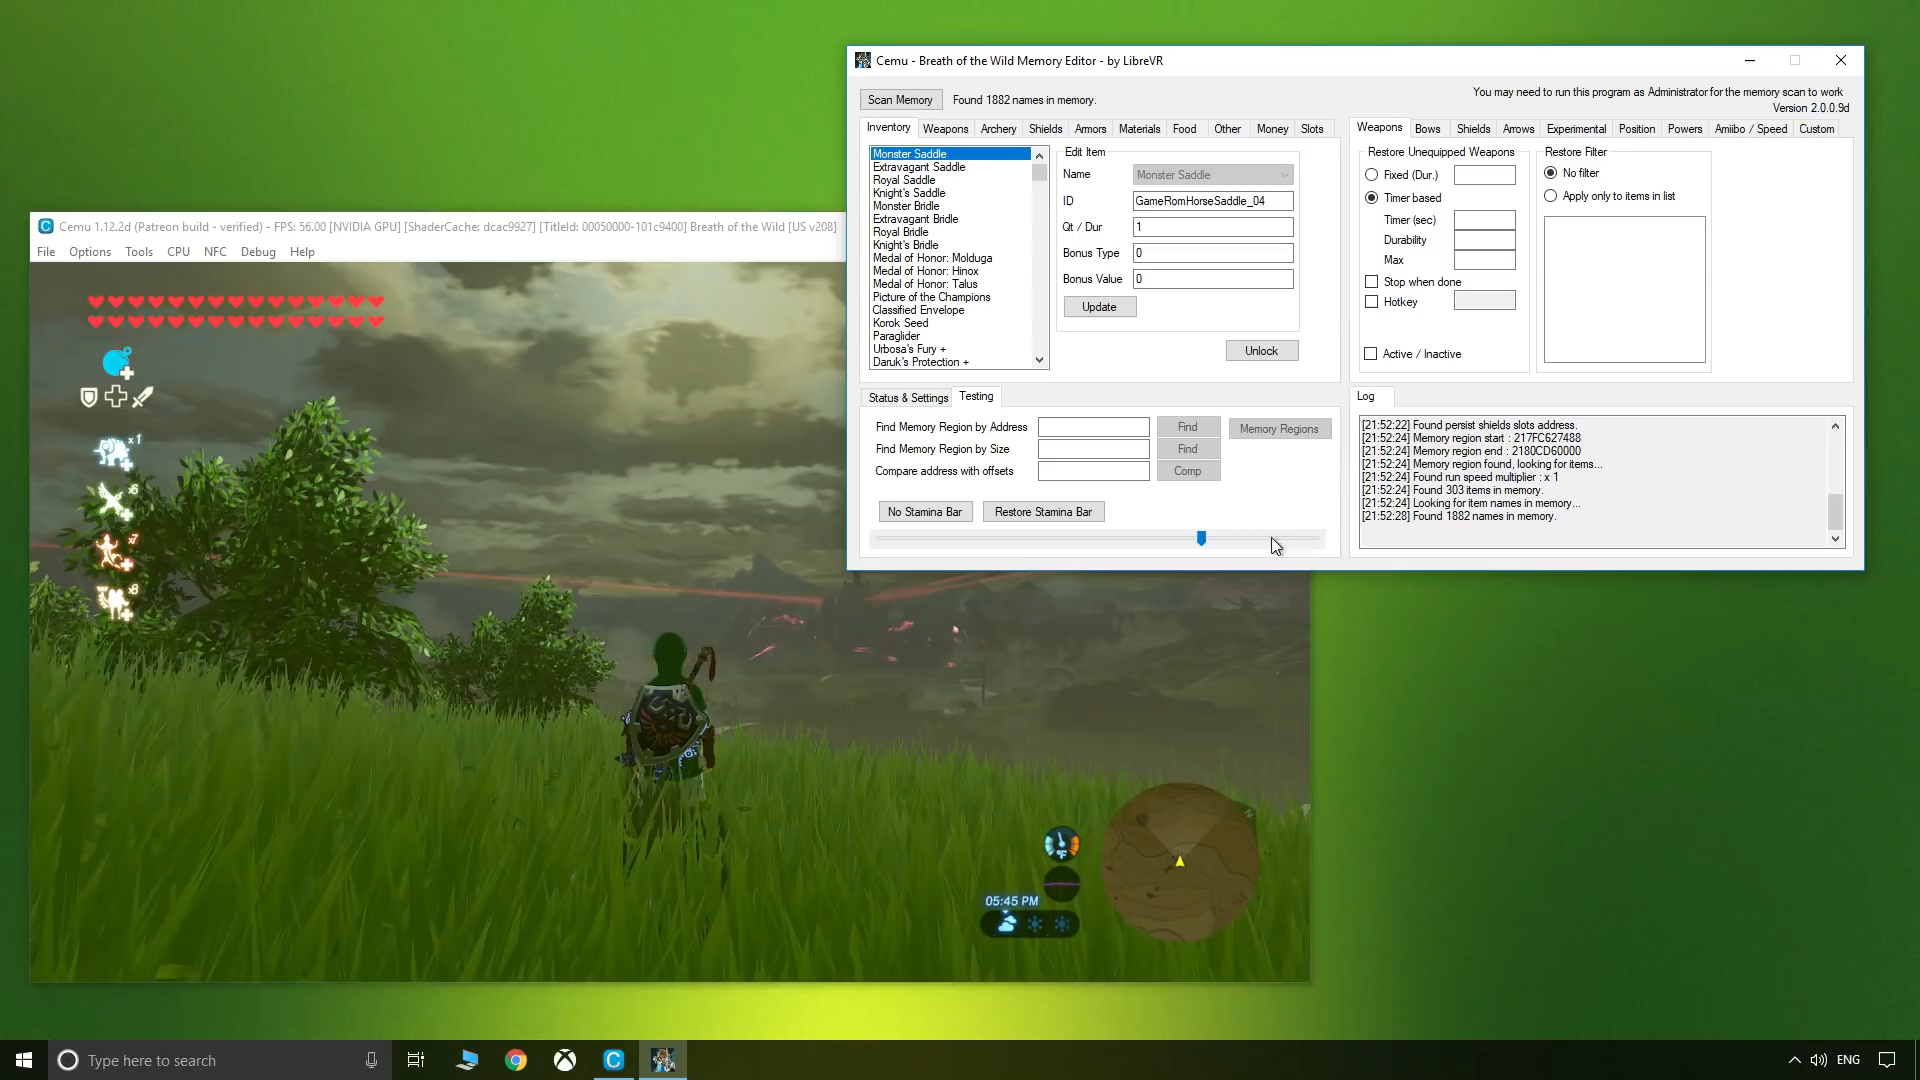 Cemu - Breath of the Wild Memory Editor - by LibreVR
Scan Memory
Found 1882 names in memory.
You may need to run this program as Administrator for the memory scan to work
Version 2.0.0.9d
Inventory Weapons Archery Shields Armors Materials Food Other Money Slots
Monster Saddle
Extravagant Saddle
Royal Saddle
Knight's Saddle
Monster Bridle
Extravagant Bridle
Royal Bridle
Knight's Bridle
Medal of Honor: Molduga
Medal of Honor: Hinox
Medal of Honor: Talus
Picture of the Champions
Classified Envelope
Korok Seed
Paraglider
Urbosa's Fury +
Daruk's Protection +
Edit Item
Name Monster Saddle
ID GameRomHorseSaddle_04
Qt / Dur 1
Bonus Type 0
Bonus Value 0
Update
Unlock
Weapons Bows Shields Arrows Experimental Position Powers Amiibo / Speed Custom
Restore Unequipped Weapons
Fixed (Dur.)
Timer based
Timer (sec)
Durability
Max
Stop when done
Hotkey
Active / Inactive
Restore Filter
No filter
Apply only to items in list
Status & Settings Testing
Find Memory Region by Address Find Memory Regions
Find Memory Region by Size Find
Compare address with offsets Comp
No Stamina Bar Restore Stamina Bar
Log
[21:52:22] Found persist shields slots address.
[21:52:24] Memory region start : 217FC627488
[21:52:24] Memory region end : 2180CD60000
[21:52:24] Memory region found, looking for items...
[21:52:24] Found run speed multiplier : x 1
[21:52:24] Found 303 items in memory.
[21:52:24] Looking for item names in memory...
[21:52:28] Found 1882 names in memory.
Cemu 1.12.2d (Patreon build - verified) - FPS: 56.00 [NVIDIA GPU] [ShaderCache: dcac9927] [TitleId: 00050000-101c9400] Breath of the Wild [US v208]
File Options Tools CPU NFC Debug Help
x1
x6
x7
x8
°F
N
05:45 PM
Type here to search
ENG